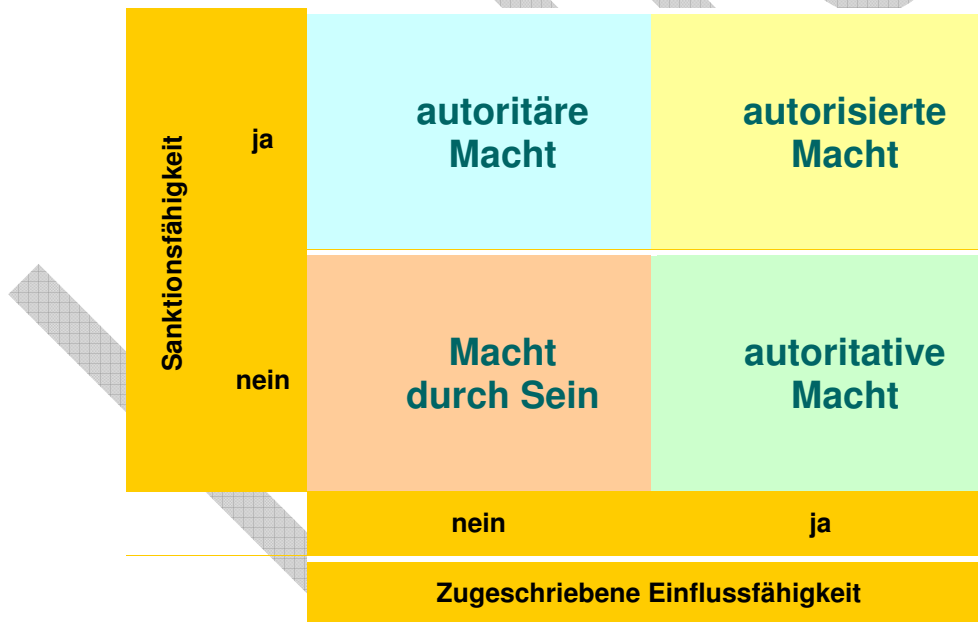 Sanktionsfähigkeit
ja
autoritäre
Macht
autorisierte
Macht
nein
Macht
durch Sein
autoritative
Macht
nein
ja
Zugeschriebene Einflussfähigkeit